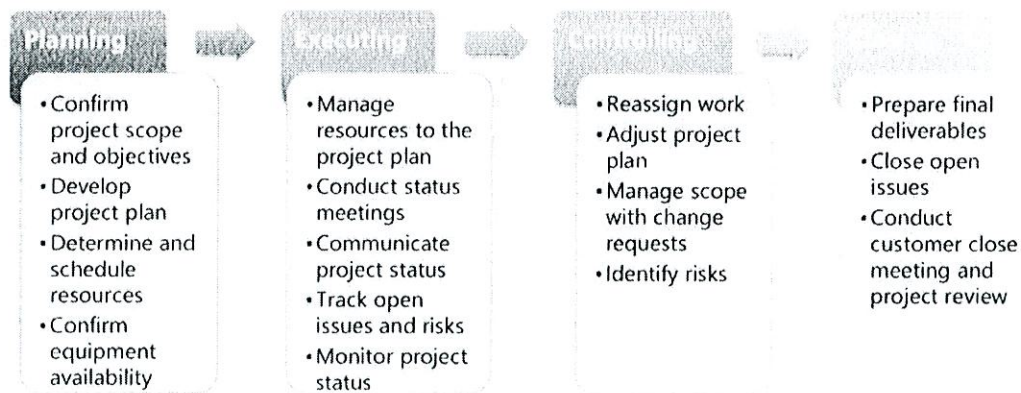 Planning
• Confirm
project scope
and objectives
• Develop
project plan
• Determine and
schedule
resources
• Confirm
equipment
availability
Executing
• Manage
resources to the
project plan
• Conduct status
meetings
• Communicate
project status
• Track open
issues and risks
• Monitor project
status
Controlling
• Reassign work
• Adjust project
plan
• Manage scope
with change
requests
• Identify risks
• Prepare final
deliverables
• Close open
issues
• Conduct
customer close
meeting and
project review